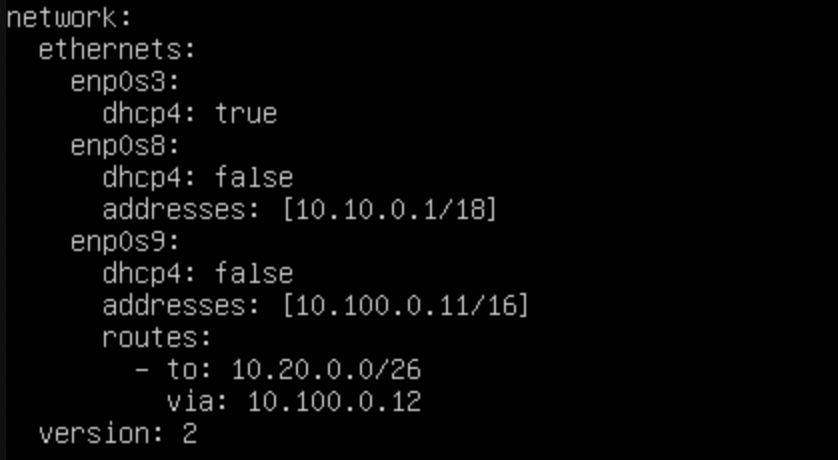 network:
  ethernets:
    enp0s3:
      dhcp4: true
    enp0s8:
      dhcp4: false
      addresses: [10.10.0.1/18]
    enp0s9:
      dhcp4: false
      addresses: [10.100.0.11/16]
      routes:
        - to: 10.20.0.0/26
          via: 10.100.0.12
  version: 2